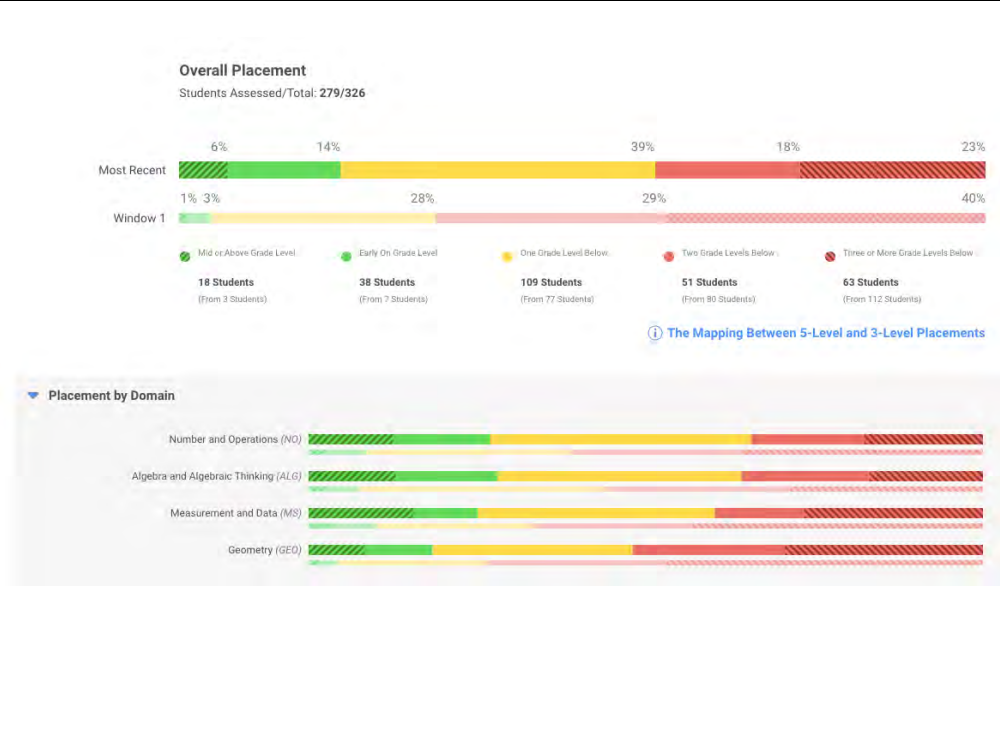 Overall Placement
Students Assessed/Total: 279/326
6% 14% 39% 18% 23%
Most Recent
1% 3% 28% 29% 40%
Window 1
Mid or Above Grade Level Early On Grade Level One Grade Level Below Two Grade Levels Below Three or More Grade Levels Below
18 Students 38 Students 109 Students 51 Students 63 Students
(From 3 Students) (From 7 Students) (From 77 Students) (From 80 Students) (From 112 Students)
The Mapping Between 5-Level and 3-Level Placements
Placement by Domain
Number and Operations (NO)
Algebra and Algebraic Thinking (ALG)
Measurement and Data (MS)
Geometry (GEO)